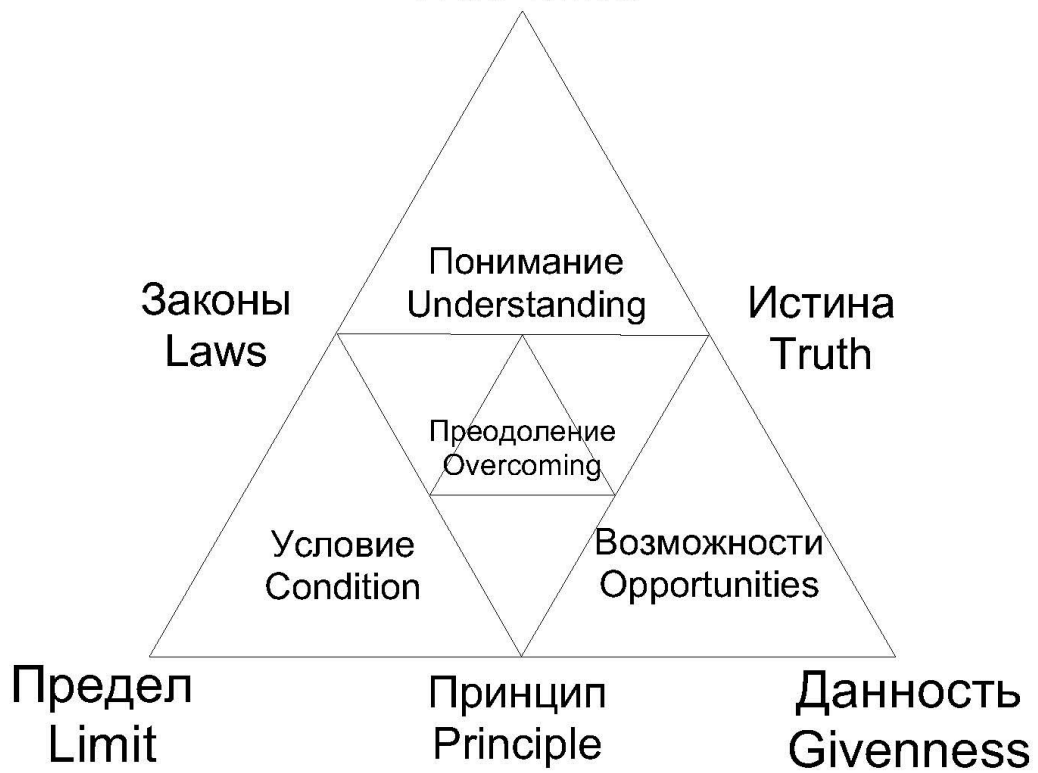 Понимание
Understanding
Законы
Laws
Истина
Truth
Преодоление
Overcoming
Условие
Condition
Возможности
Opportunities
Предел
Limit
Принцип
Principle
Данность
Givenness